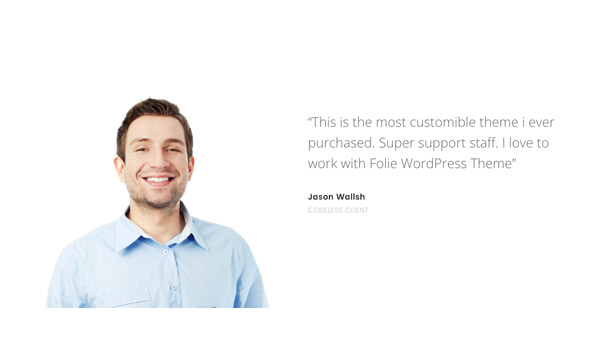 “This is the most customible theme i ever
purchased. Super support staff. I love to
work with Folie WordPress Theme”
Jason Wallsh
CODELESS CLIENT